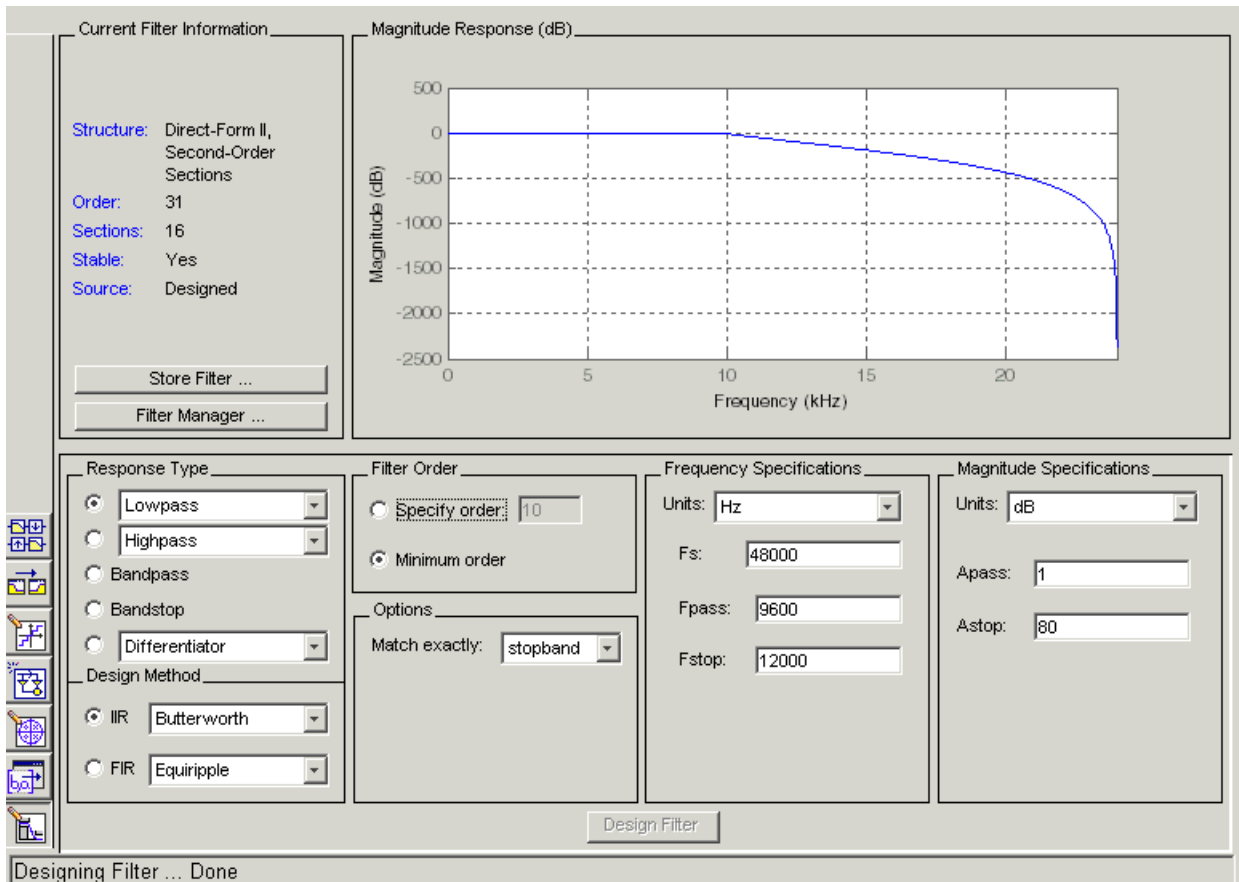 Current Filter Information
Structure: Direct-Form II,
Second-Order
Sections
Order: 31
Sections: 16
Stable: Yes
Source: Designed
Store Filter ...
Filter Manager ...
Magnitude Response (dB)
500
0
-500
-1000
-1500
-2000
-2500
Magnitude (dB)
0 5 10 15 20
Frequency (kHz)
Response Type
Lowpass
Highpass
Bandpass
Bandstop
Differentiator
Design Method
IIR Butterworth
FIR Equiripple
Filter Order
Specify order: 10
Minimum order
Options
Match exactly: stopband
Frequency Specifications
Units: Hz
Fs: 48000
Fpass: 9600
Fstop: 12000
Magnitude Specifications
Units: dB
Apass: 1
Astop: 80
Design Filter
Designing Filter ... Done